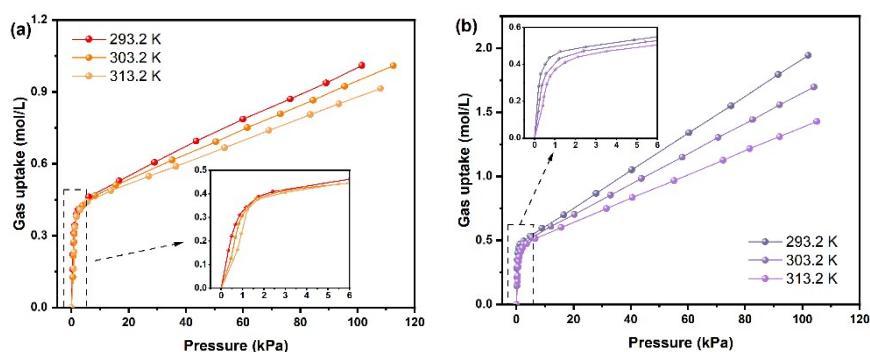 (a)
293.2 K
303.2 K
313.2 K
Gas uptake (mol/L)
1.2
0.9
0.6
0.3
0.0
0 20 40 60 80 100 120
Pressure (kPa)
0.5
0.4
0.3
0.2
0.1
0.0
0 1 2 3 4 5 6
(b)
Gas uptake (mol/L)
2.0
1.5
1.0
0.5
0.0
0 20 40 60 80 100 120
Pressure (kPa)
0.6
0.4
0.2
0.0
0 1 2 3 4 5 6
293.2 K
303.2 K
313.2 K